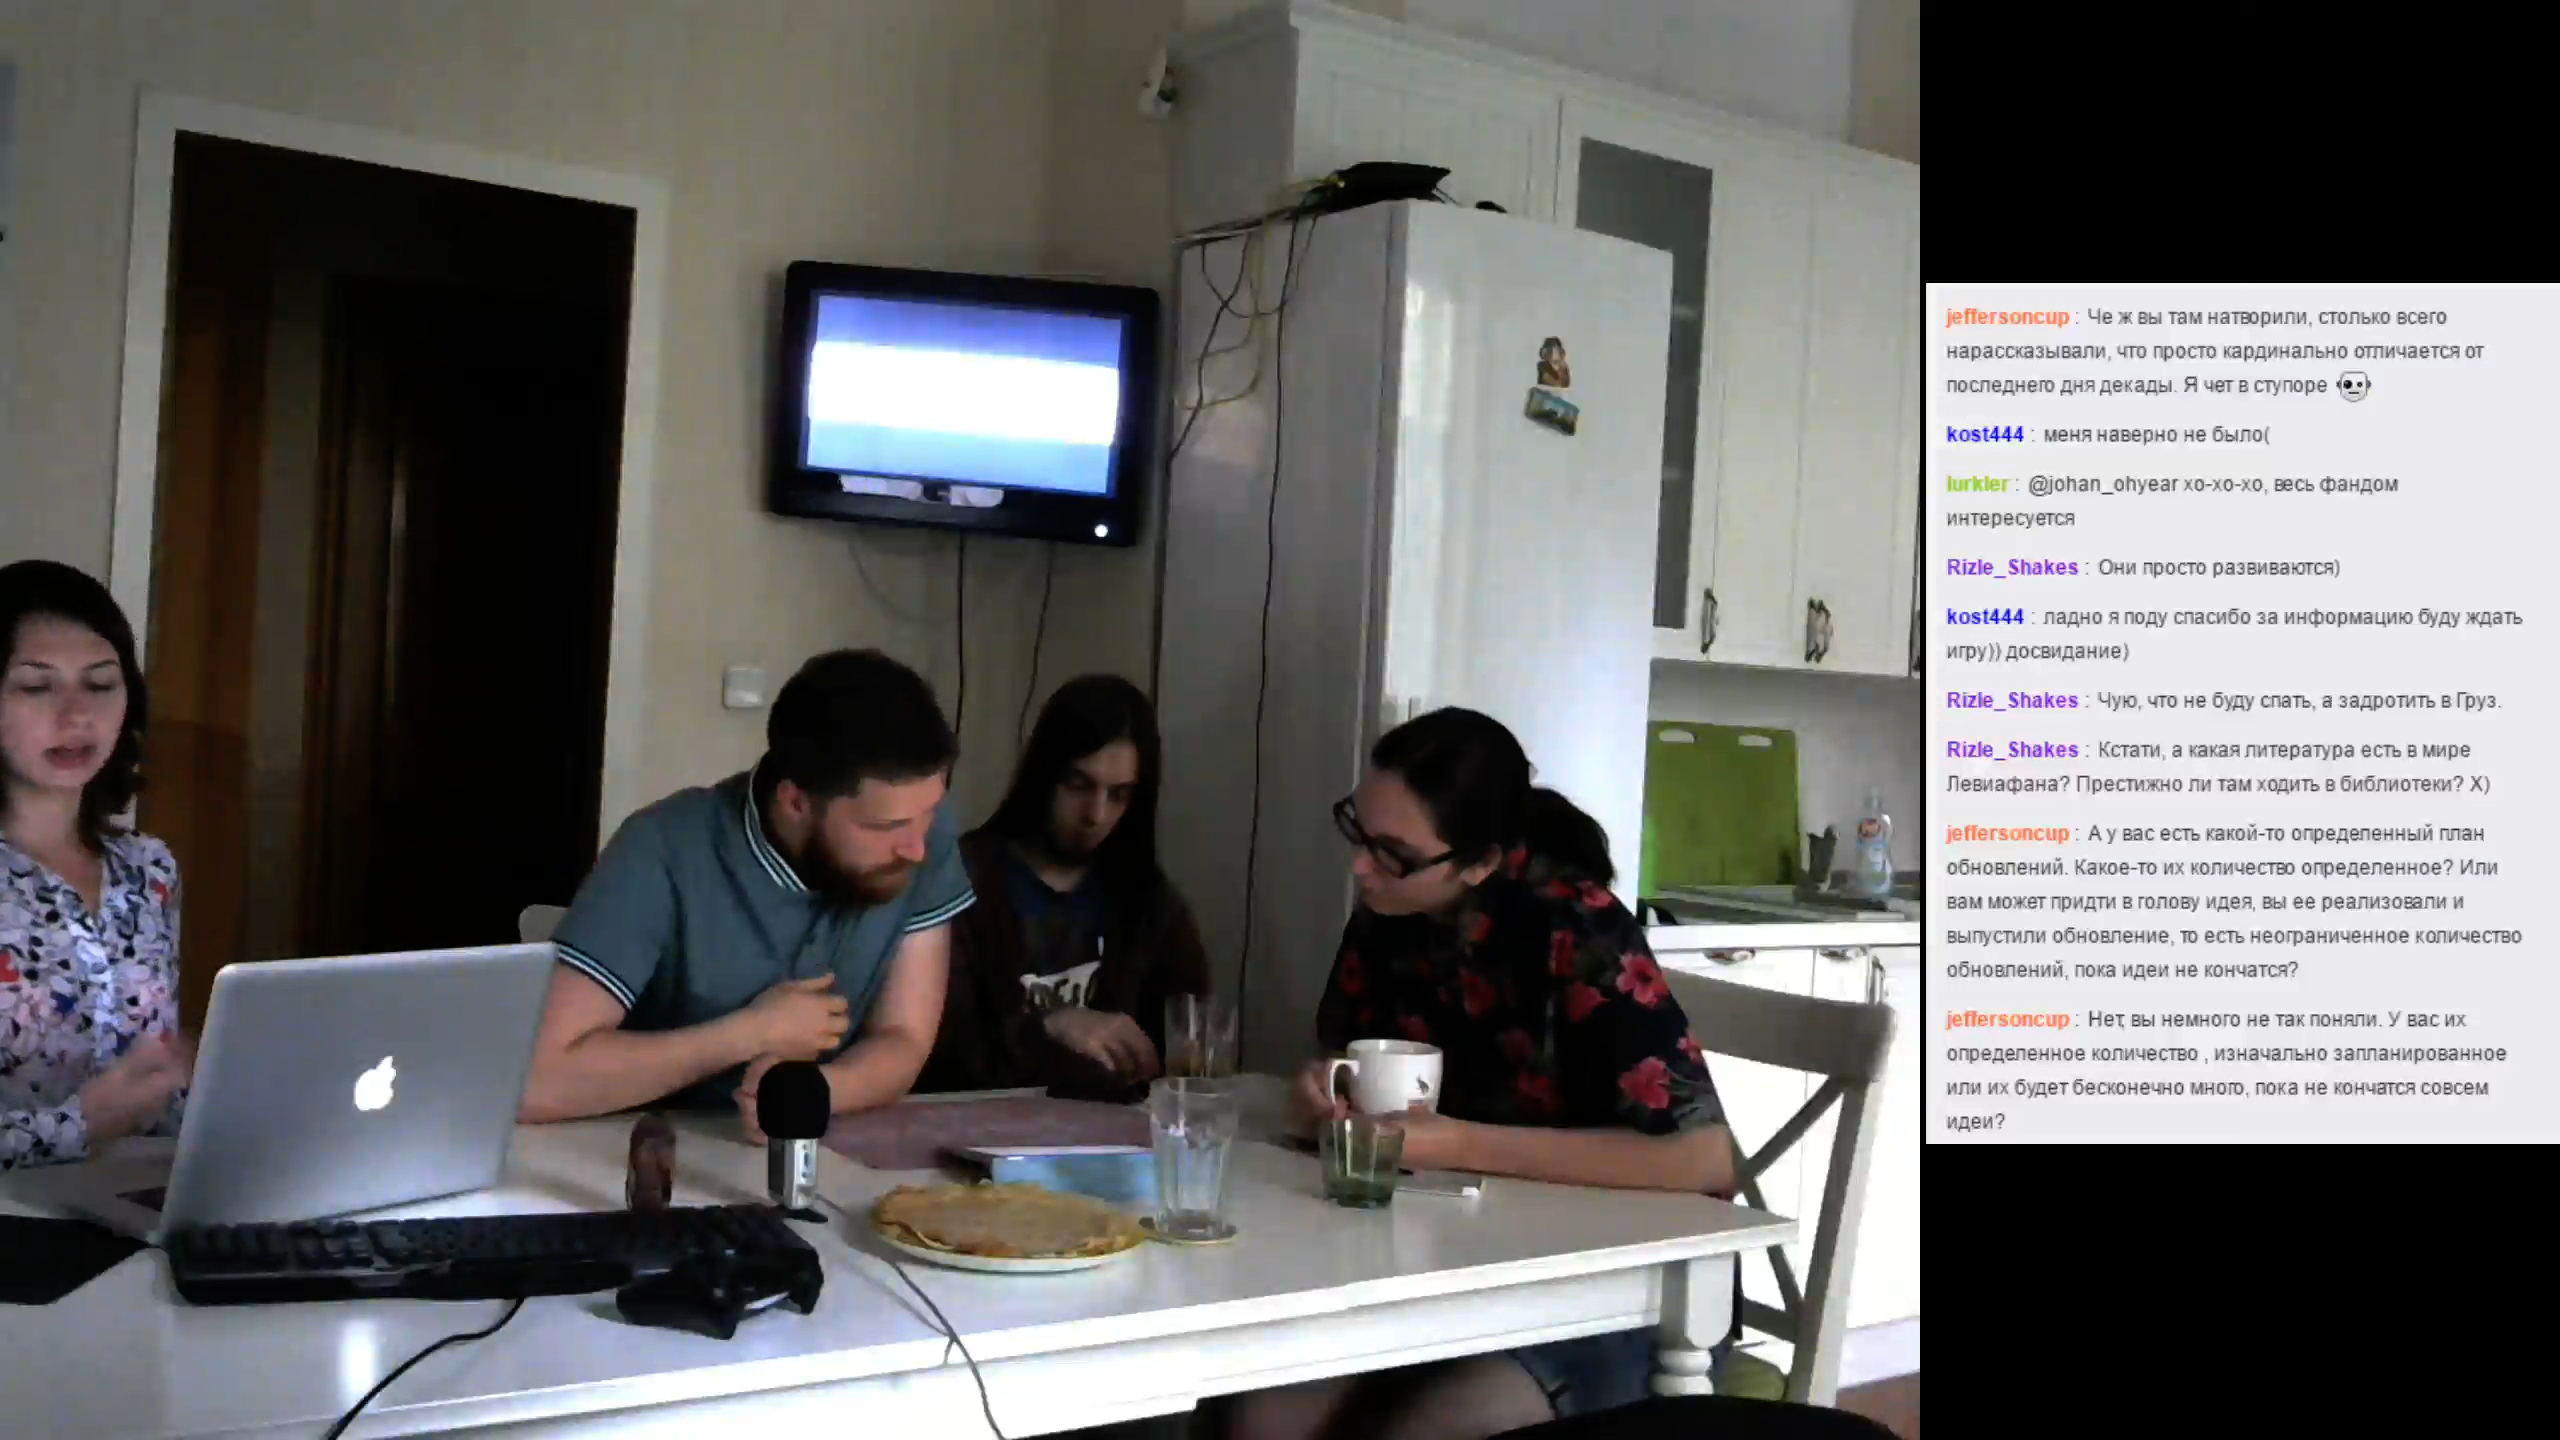 jeffersoncup : Че ж вы там натворили, столько всего
нарассказывали, что просто кардинально отличается от
последнего дня декады. Я чет в ступоре
kost444 : меня наверно не было(
lurkler : @johan_ohyear хо-хо-хо, весь фандом
интересуется
Rizle_Shakes : Они просто развиваются)
kost444 : ладно я поду спасибо за информацию буду ждать
игру)) досвидание)
Rizle_Shakes : Чую, что не буду спать, а задротить в Груз.
Rizle_Shakes : Кстати, а какая литература есть в мире
Левиафана? Престижно ли там ходить в библиотеки? Х)
jeffersoncup : А у вас есть какой-то определенный план
обновлений. Какое-то их количество определенное? Или
вам может придти в голову идея, вы ее реализовали и
выпустили обновление, то есть неограниченное количество
обновлений, пока идеи не кончатся?
jeffersoncup : Нет, вы немного не так поняли. У вас их
определенное количество , изначально запланированное
или их будет бесконечно много, пока не кончатся совсем
идеи?